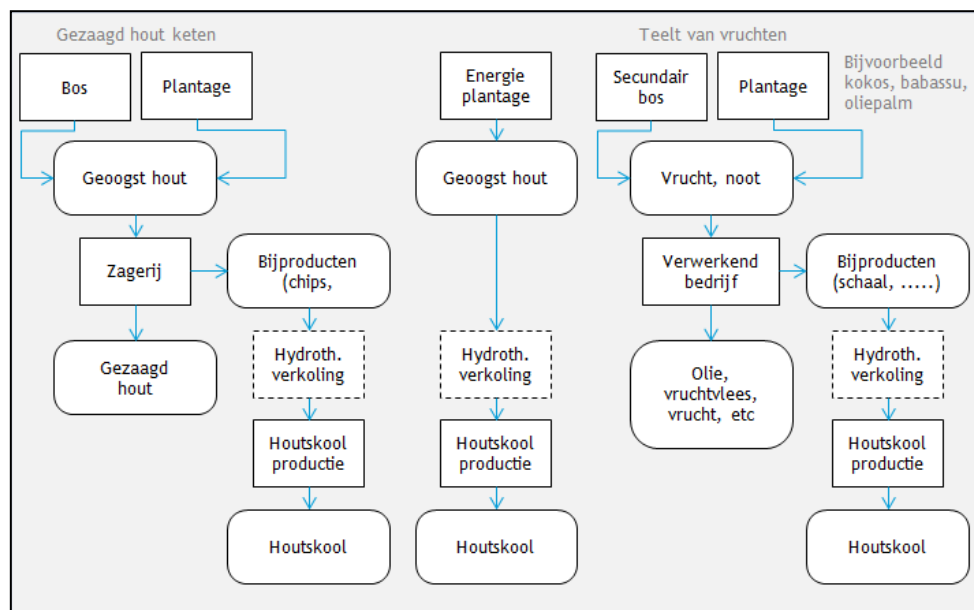 Gezaagd hout keten
Bos
Plantage
Geoogst hout
Zagerij
Bijproducten
(chips,
Gezaagd
hout
Hydroth.
verkoling
Houtskool
productie
Houtskool
Energie
plantage
Geoogst hout
Hydroth.
verkoling
Houtskool
productie
Houtskool
Teelt van vruchten
Secundair
bos
Plantage
Bijvoorbeeld
kokos, babassu,
oliepalm
Vrucht, noot
Verwerkend
bedrijf
Bijproducten
(schaal, .....)
Olie,
vruchtvlees,
vrucht, etc
Hydroth.
verkoling
Houtskool
productie
Houtskool